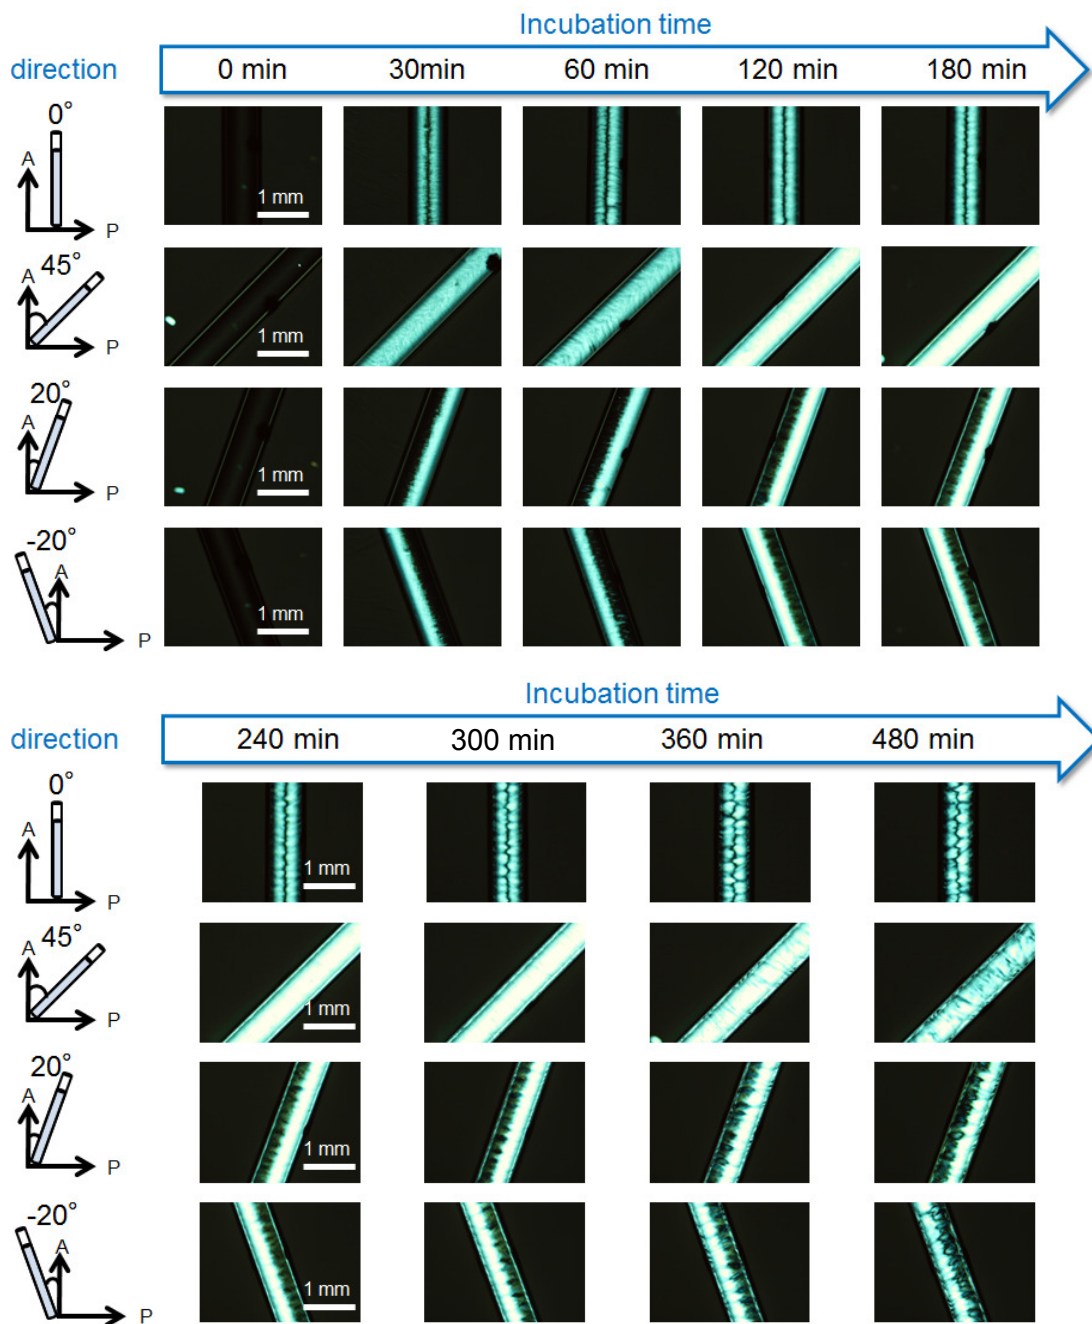 Incubation time
direction
0 min
30min
60 min
120 min
180 min
0°
A
P
1 mm
45°
A
P
1 mm
20°
A
P
1 mm
-20°
A
P
1 mm
Incubation time
direction
240 min
300 min
360 min
480 min
0°
A
P
1 mm
45°
A
P
1 mm
20°
A
P
1 mm
-20°
A
P
1 mm